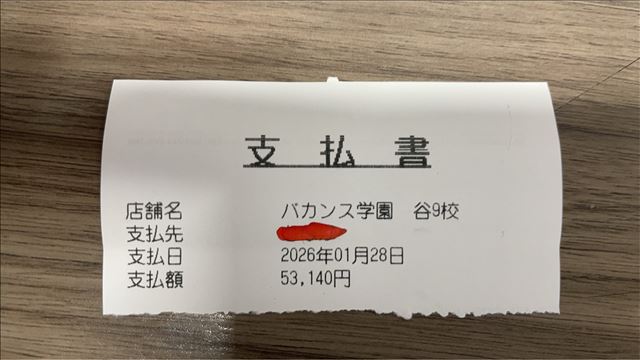 支払書
店舗名 バカンス学園 谷9校
支払先
支払日 2026年01月28日
支払額 53,140円